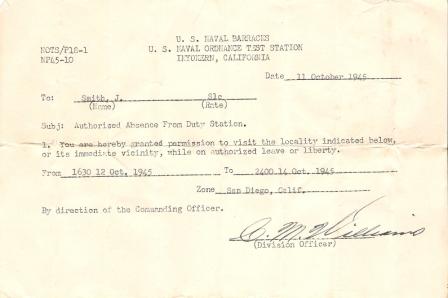 U. S. NAVAL BARRACKS
NOTS/P18-1 U. S. NAVAL ORDNANCE TEST STATION
NP45-10 INYOKERN, CALIFORNIA
Date 11 October 1945
To: Smith, J. S1c
(Name) (Rate)
Subj: Authorized Absence From Duty Station.
1. You are hereby granted permission to visit the locality indicated below,
or its immediate vicinity, while on authorized leave or liberty.
From 1630 12 Oct. 1945 To 2400 14 Oct. 1945
Zone San Diego, Calif.
By direction of the Commanding Officer.
C. M. Williams
(Division Officer)